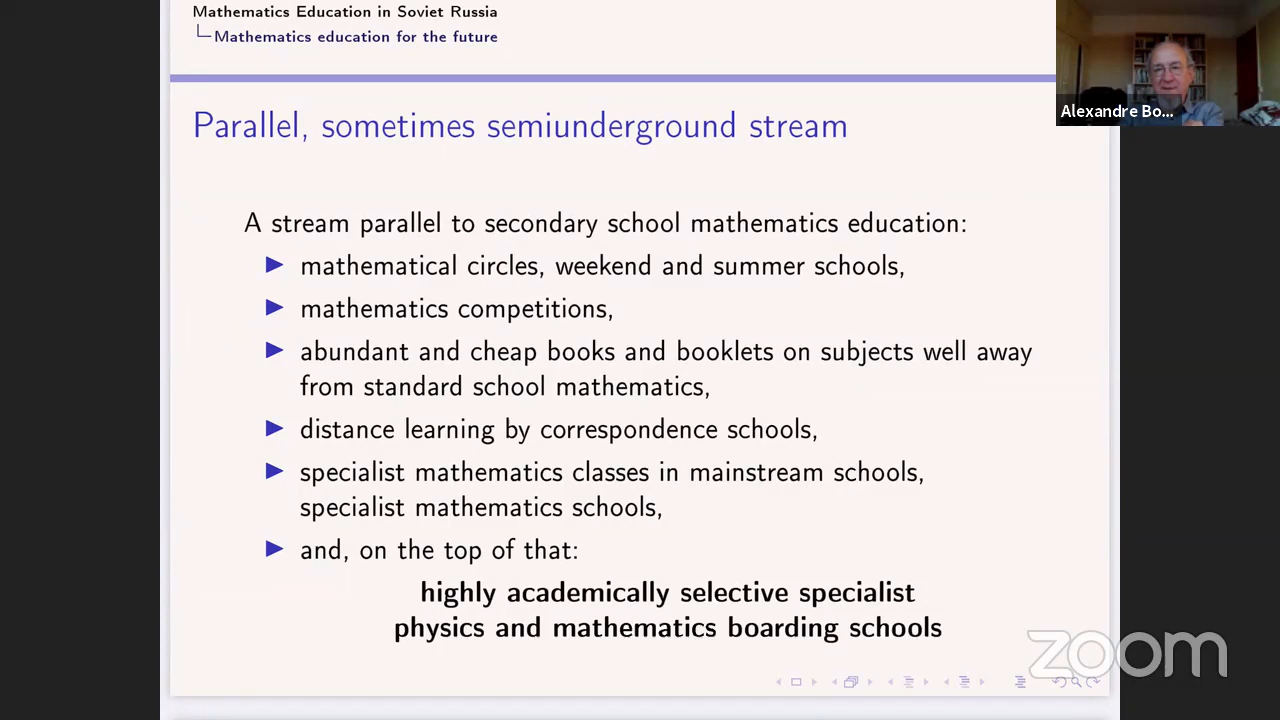 Mathematics Education in Soviet Russia
Mathematics education for the future
Alexandre Bo...
Parallel, sometimes semiunderground stream
A stream parallel to secondary school mathematics education:
mathematical circles, weekend and summer schools,
mathematics competitions,
abundant and cheap books and booklets on subjects well away
from standard school mathematics,
distance learning by correspondence schools,
specialist mathematics classes in mainstream schools,
specialist mathematics schools,
and, on the top of that:
highly academically selective specialist
physics and mathematics boarding schools
zoom